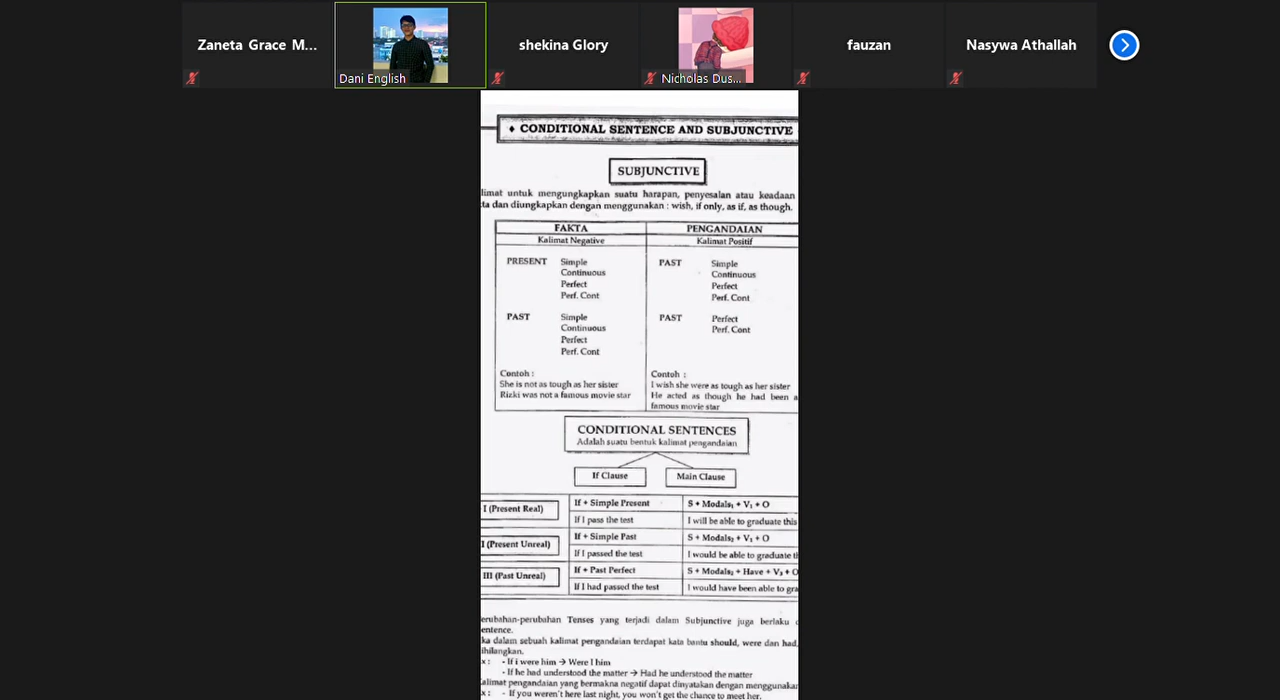 Zaneta Grace M...
Dani English
shekina Glory
Nicholas Dus...
fauzan
Nasywa Athallah
♦ CONDITIONAL SENTENCE AND SUBJUNCTIVE
SUBJUNCTIVE
limat untuk mengungkapkan suatu harapan, penyesalan atau keadaan
ta dan diungkapkan dengan menggunakan : wish, if only, as if, as though.
FAKTA PENGANDAIAN
Kalimat Negative Kalimat Positif
PRESENT Simple PAST Simple
Continuous Continuous
Perfect Perfect
Perf. Cont Perf. Cont
PAST Simple PAST Perfect
Continuous Perf. Cont
Perfect
Perf. Cont
Contoh : Contoh :
She is not as tough as her sister I wish she were as tough as her sister
Rizki was not a famous movie star He acted as though he had been a
famous movie star
CONDITIONAL SENTENCES
Adalah suatu bentuk kalimat pengandaian
If Clause Main Clause
I (Present Real) If + Simple Present S + Modals₁ + V₁ + O
If I pass the test I will be able to graduate this
I (Present Unreal) If + Simple Past S + Modals₂ + V₁ + O
If I passed the test I would be able to graduate th
III (Past Unreal) If + Past Perfect S + Modals₂ + Have + V₃ + O
If I had passed the test I would have been able to gra
erubahan-perubahan Tenses yang terjadi dalam Subjunctive juga berlaku
entence.
ka dalam sebuah kalimat pengandaian terdapat kata bantu should, were dan had,
ihilangkan.
x : - If i were him → Were I him
- If he had understood the matter → Had he understood the matter
Kalimat pengandaian yang bermakna negatif dapat dinyatakan dengan menggunakan
x : - If you weren't here last night, you won't get the chance to meet her.